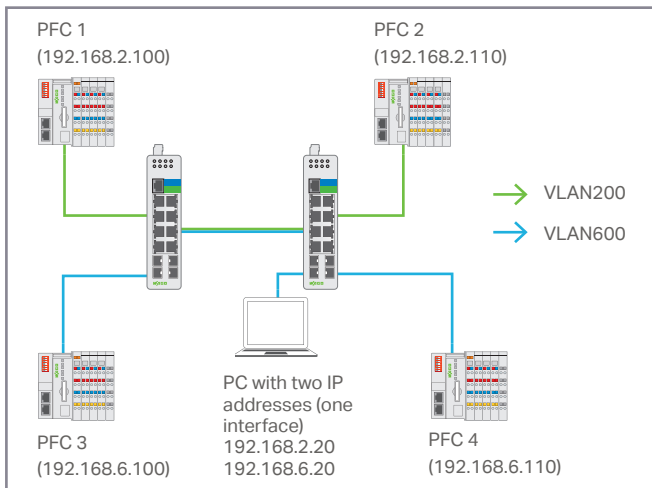 PFC 1
(192.168.2.100)
PFC 2
(192.168.2.110)
VLAN200
VLAN600
PFC 3
(192.168.6.100)
PC with two IP
addresses (one
interface)
192.168.2.20
192.168.6.20
PFC 4
(192.168.6.110)